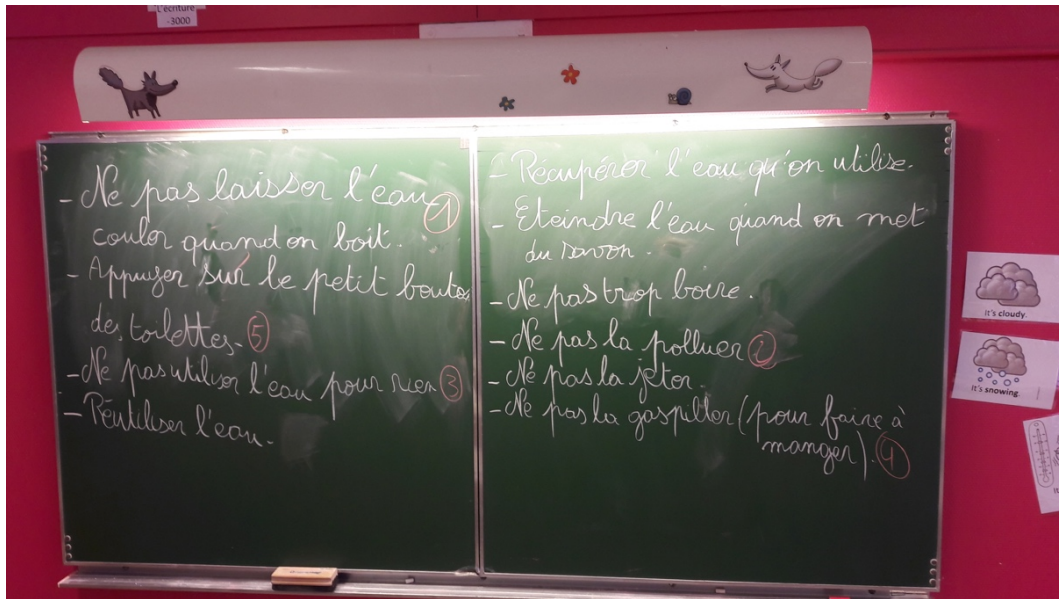 L'écriture
-3000
- Ne pas laisser l'eau
couler quand on boit. 1
- Appuyer sur le petit bouton
des toilettes. 5
- Ne pas utiliser l'eau pour rien 3
- Réutiliser l'eau.
- Récupérer l'eau qu'on utilise.
- Eteindre l'eau quand on met
du savon.
- Ne pas trop boire.
- Ne pas la polluer 2
- Ne pas la jeter.
- Ne pas la gaspiller (pour faire à
manger). 4
It's cloudy.
It's snowing.